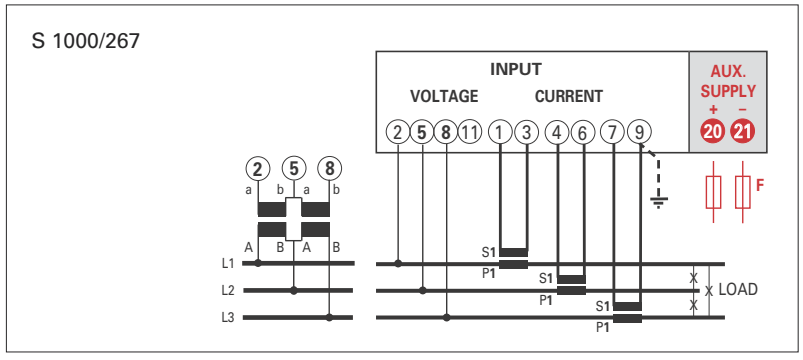 S 1000/267
INPUT
AUX.
SUPPLY
VOLTAGE CURRENT
+ –
2 5 8 11 1 3 4 6 7 9 20 21
2 5 8
a b a b
F
A B A B
S1
L1
P1
S1 X
L2 X LOAD
P1
S1 X
L3
P1